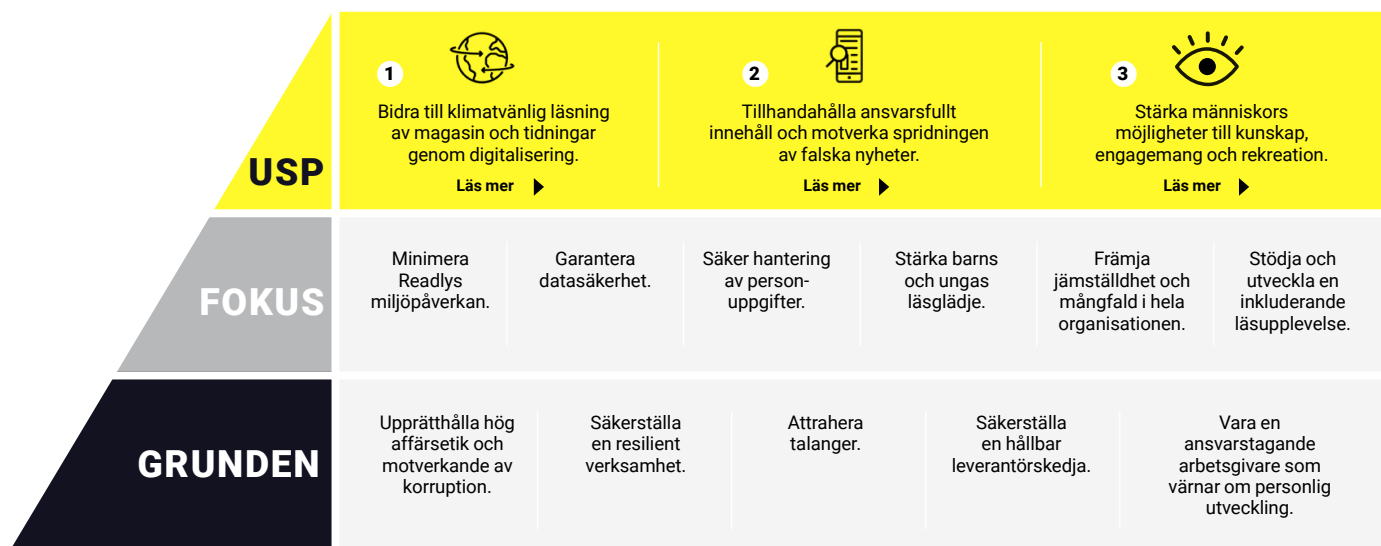 USP
1
Bidra till klimatvänlig läsning
av magasin och tidningar
genom digitalisering.
Läs mer
2
Tillhandahålla ansvarsfullt
innehåll och motverka spridningen
av falska nyheter.
Läs mer
3
Stärka människors
möjligheter till kunskap,
engagemang och rekreation.
Läs mer
FOKUS
Minimera
Readlys
miljöpåverkan.
Garantera
datasäkerhet.
Säker hantering
av person-
uppgifter.
Stärka barns
och ungas
läsglädje.
Främja
jämställdhet och
mångfald i hela
organisationen.
Stödja och
utveckla en
inkluderande
läsupplevelse.
GRUNDEN
Upprätthålla hög
affärsetik och
motverkande av
korruption.
Säkerställa
en resilient
verksamhet.
Attrahera
talanger.
Säkerställa
en hållbar
leverantörskedja.
Vara en
ansvarstagande
arbetsgivare som
värnar om personlig
utveckling.